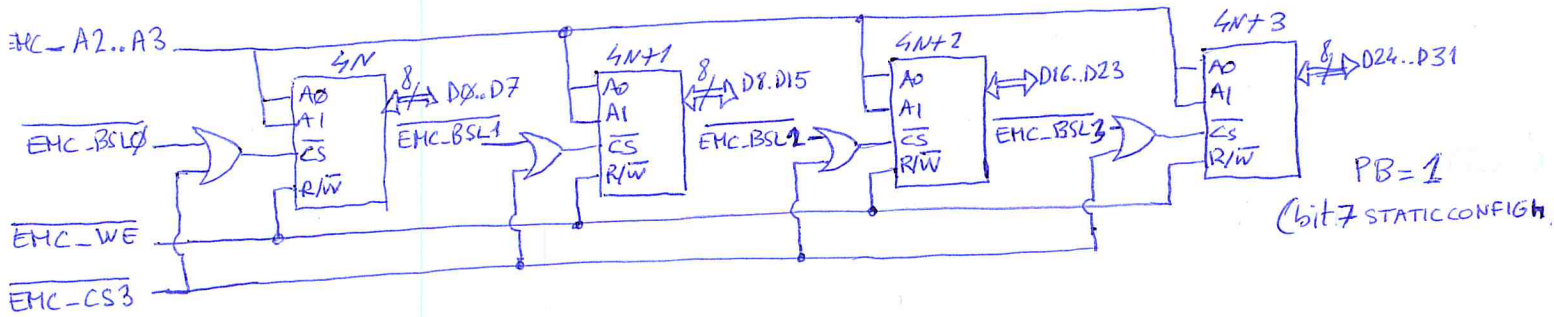 EMC_A2..A3
4N
4N+1
4N+2
4N+3
A0
A1
CS
R/W
8
D0..D7
A0
A1
CS
R/W
8
D8.D15
A0
A1
CS
R/W
D16..D23
A0
A1
CS
R/W
8
D24..D31
EMC_BSL0
EMC_BSL1
EMC_BSL2
EMC_BSL3
EMC_WE
EMC_CS3
PB=1
(bit 7 STATICCONFIG